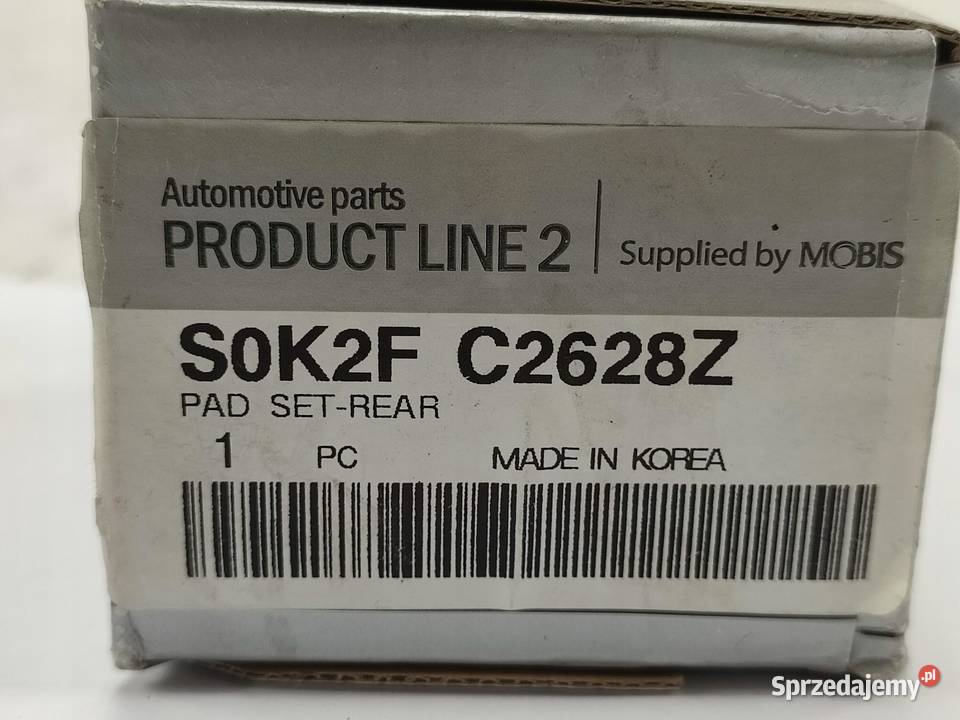 Automotive parts
PRODUCT LINE 2
Supplied by MOBIS
S0K2F C2628Z
PAD SET-REAR
1 PC MADE IN KOREA
Sprzedajemy.pl